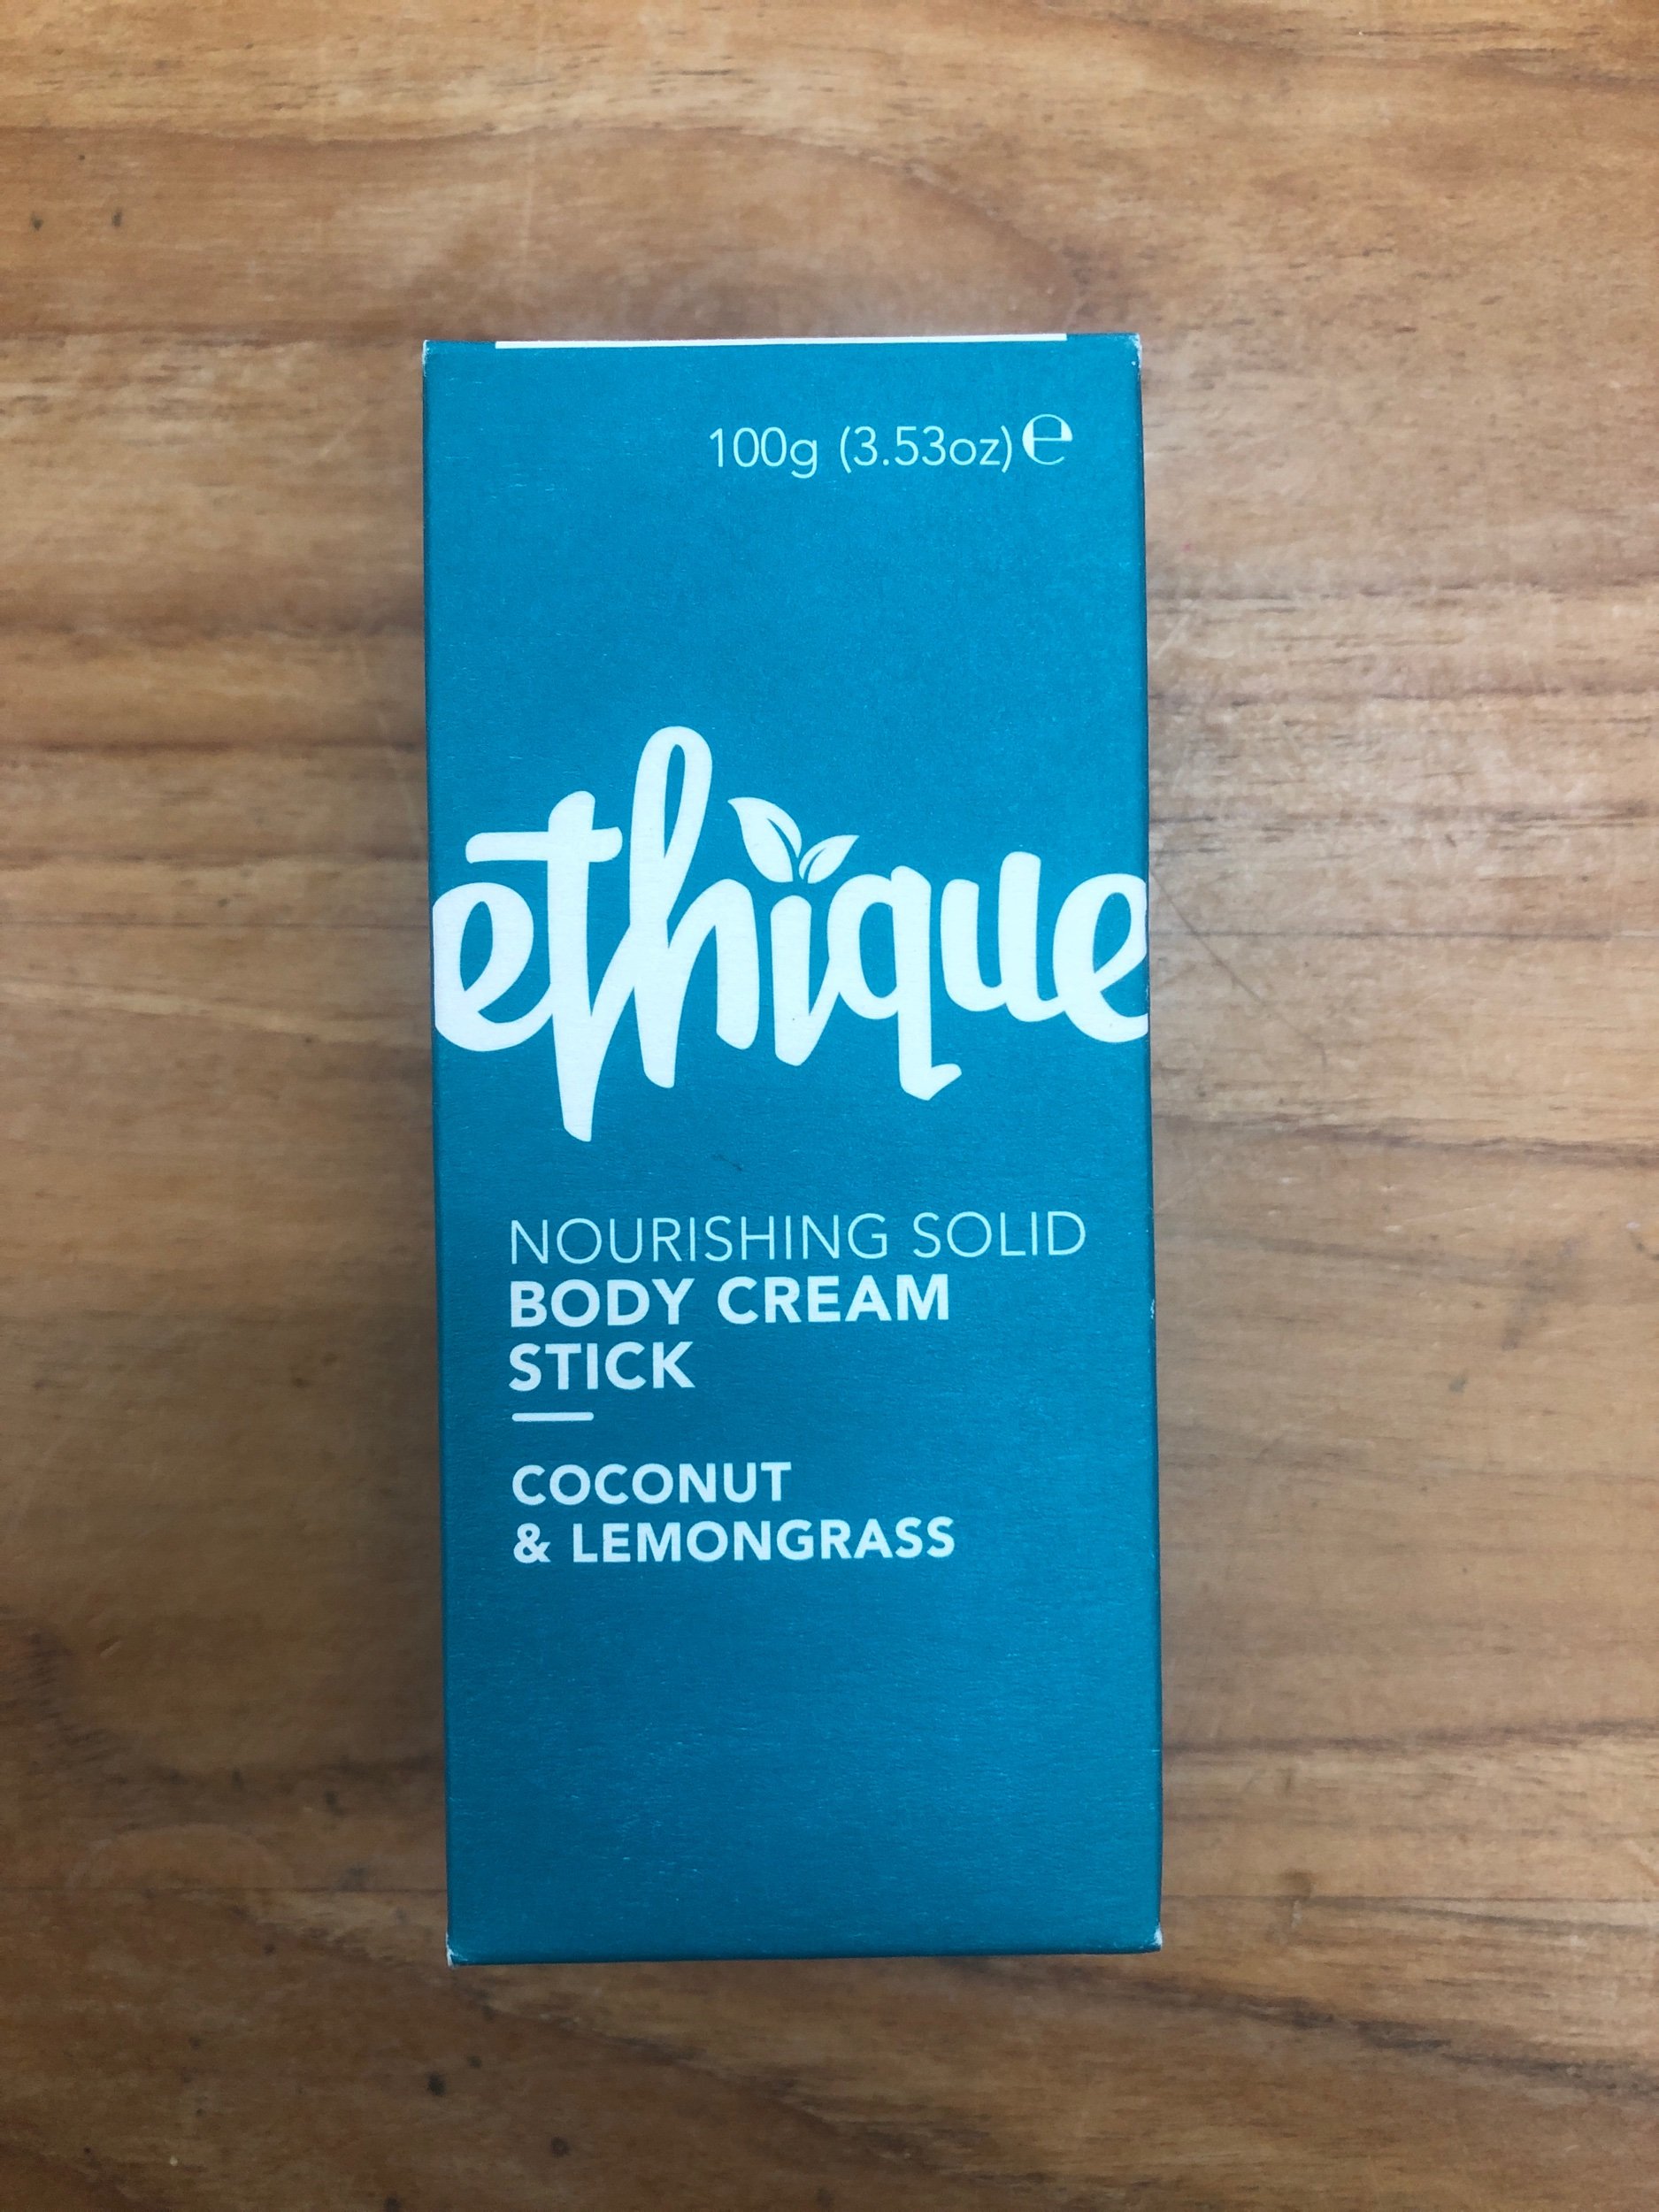 100g (3.53oz) ℮
ethique
NOURISHING SOLID
BODY CREAM
STICK
COCONUT
& LEMONGRASS